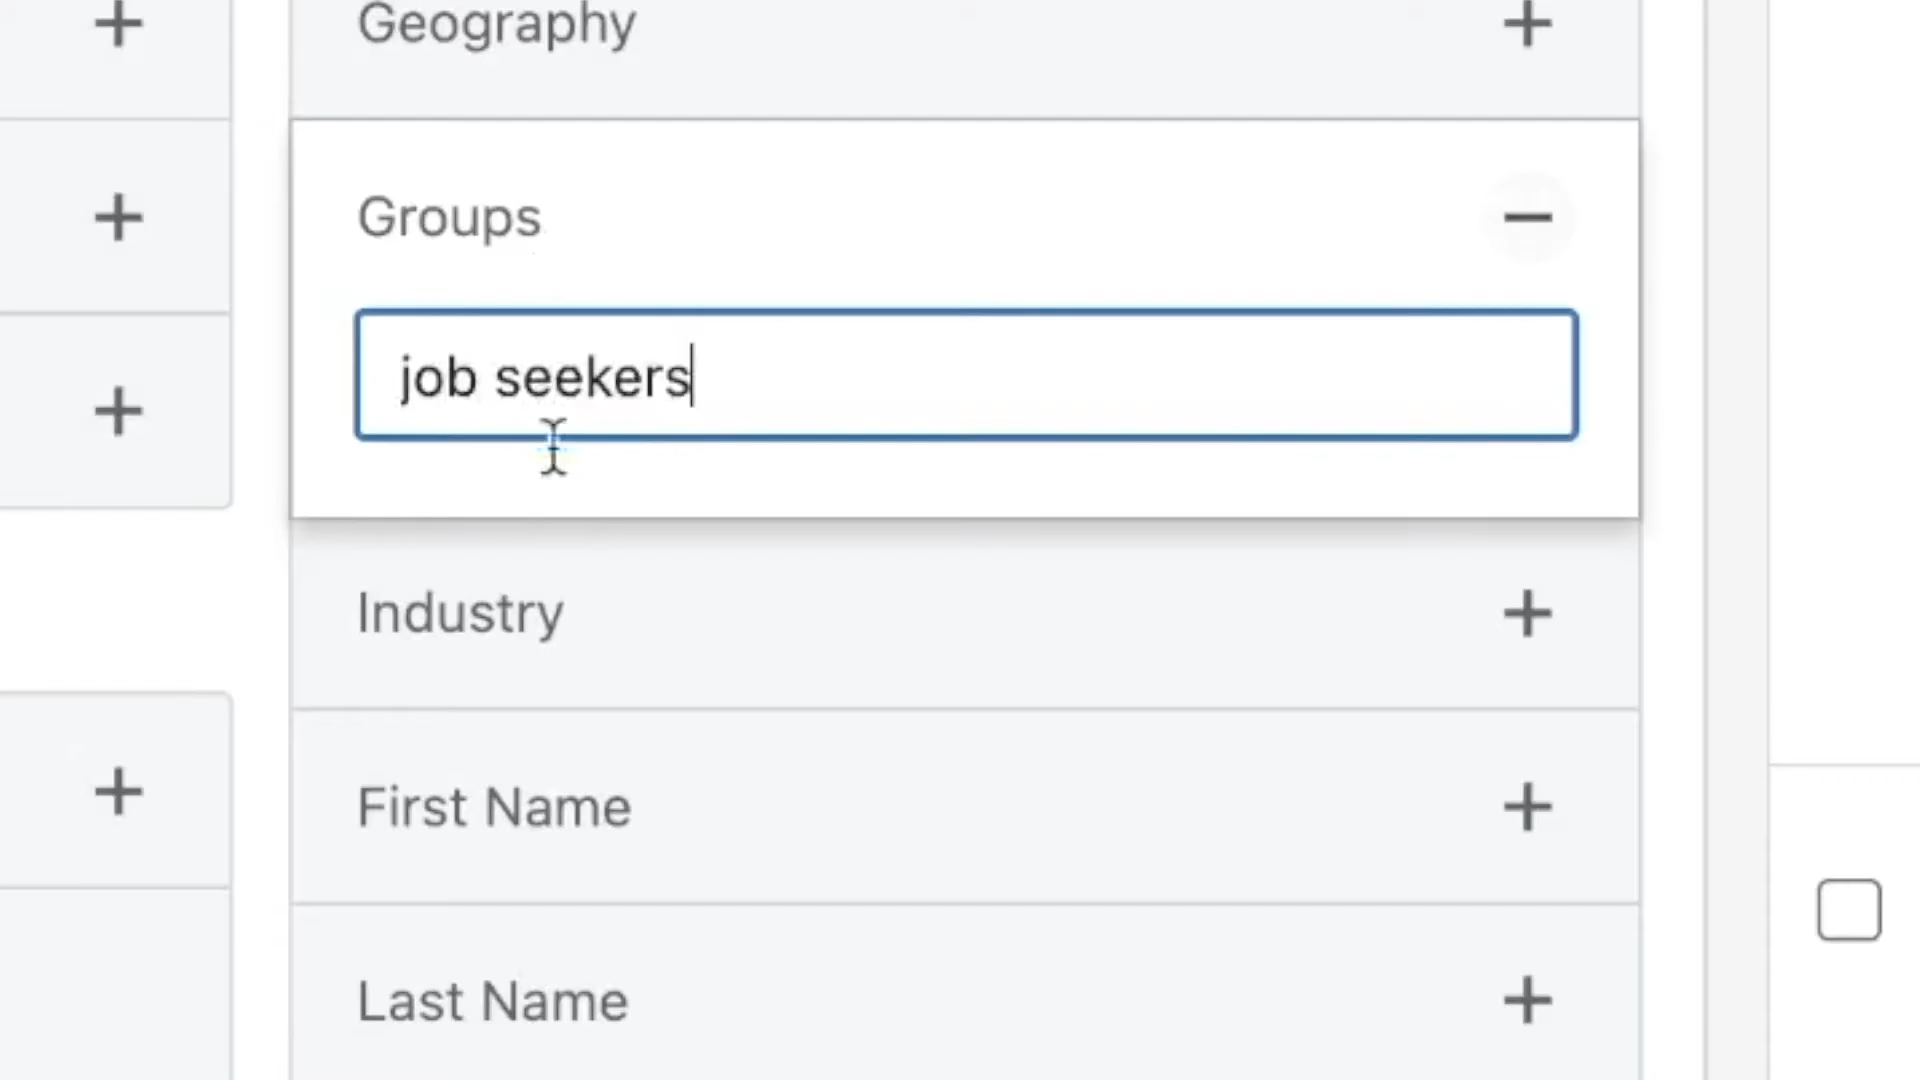 Geography
Groups
job seekers
Industry
First Name
Last Name